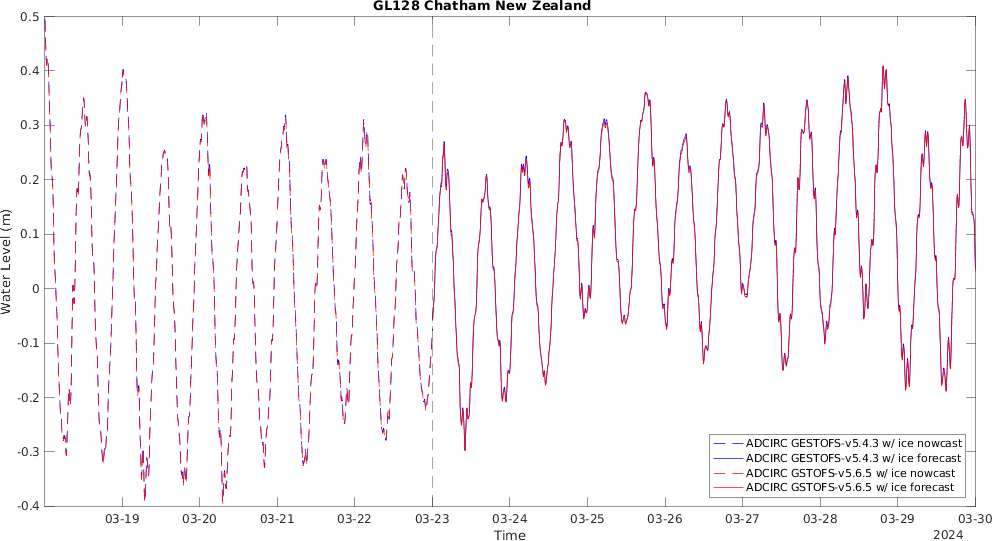 GL128 Chatham New Zealand
Water Level (m)
0.5
0.4
0.3
0.2
0.1
0
-0.1
-0.2
-0.3
-0.4
ADCIRC GESTOFS-v5.4.3 w/ ice nowcast
ADCIRC GESTOFS-v5.4.3 w/ ice forecast
ADCIRC GSTOFS-v5.6.5 w/ ice nowcast
ADCIRC GSTOFS-v5.6.5 w/ ice forecast
03-19 03-20 03-21 03-22 03-23 03-24 03-25 03-26 03-27 03-28 03-29 03-30
Time
2024